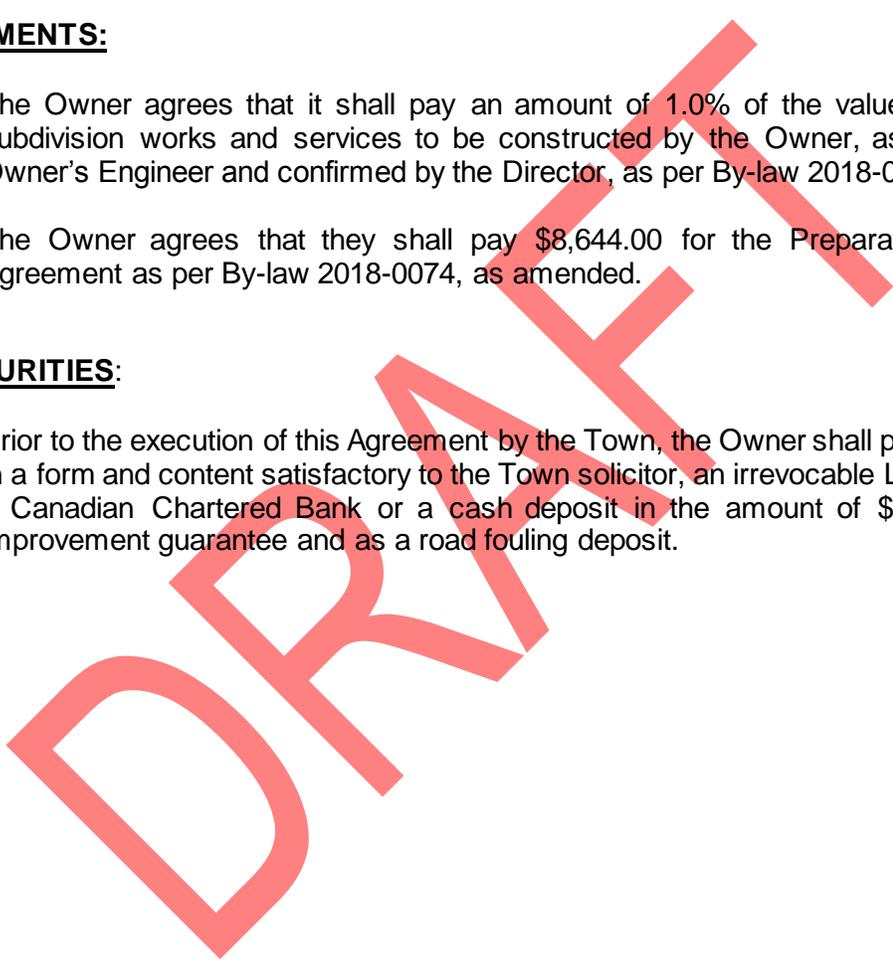 MENTS:
he Owner agrees that it shall pay an amount of 1.0% of the value
ubdivision works and services to be constructed by the Owner, as
Owner's Engineer and confirmed by the Director, as per By-law 2018-0
he Owner agrees that they shall pay $8,644.00 for the Prepara
greement as per By-law 2018-0074, as amended.
URITIES:
rior to the execution of this Agreement by the Town, the Owner shall p
n a form and content satisfactory to the Town solicitor, an irrevocable L
Canadian Chartered Bank or a cash deposit in the amount of $
mprovement guarantee and as a road fouling deposit.
DRAFT